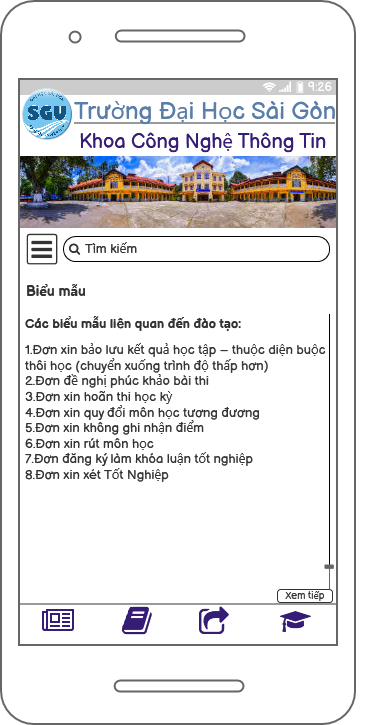 9:26
SGU
Trường Đại Học Sài Gòn
Khoa Công Nghệ Thông Tin
Tìm kiếm
Biểu mẫu
Các biểu mẫu liên quan đến đào tạo:
1.Đơn xin bảo lưu kết quả học tập – thuộc diện buộc
thôi học (chuyển xuống trình độ thấp hơn)
2.Đơn đề nghị phúc khảo bài thi
3.Đơn xin hoãn thi học kỳ
4.Đơn xin quy đổi môn học tương đương
5.Đơn xin không ghi nhận điểm
6.Đơn xin rút môn học
7.Đơn đăng ký làm khóa luận tốt nghiệp
8.Đơn xin xét Tốt Nghiệp
Xem tiếp